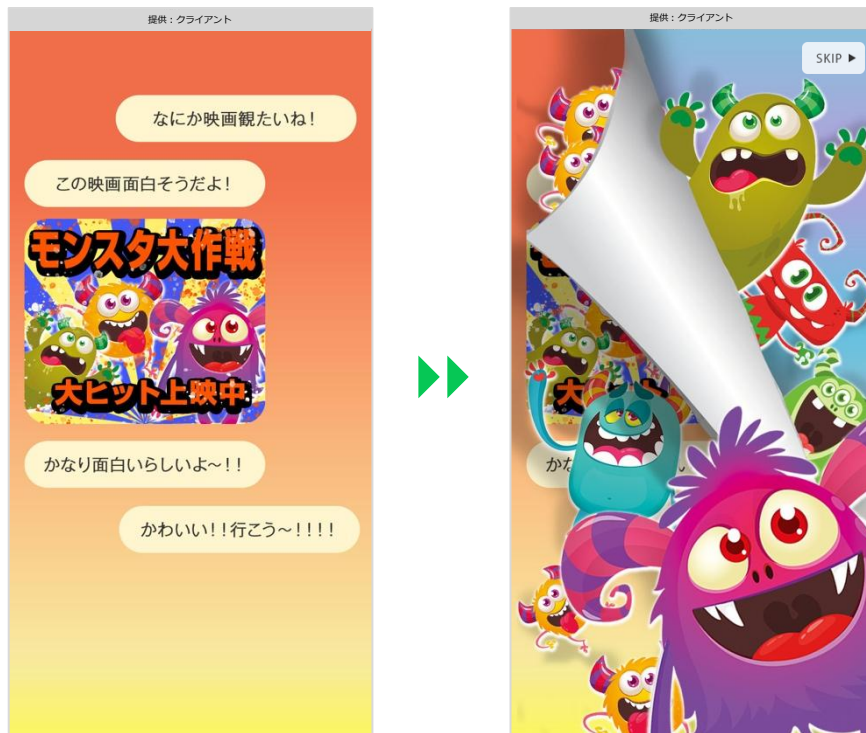 提供：クライアント
なにか映画観たいね！
この映画面白そうだよ！
モンスタ大作戦
大ヒット上映中
かなり面白いらしいよ～！！
かわいい！！行こう～！！！！
提供：クライアント
SKIP ▶
大
かな